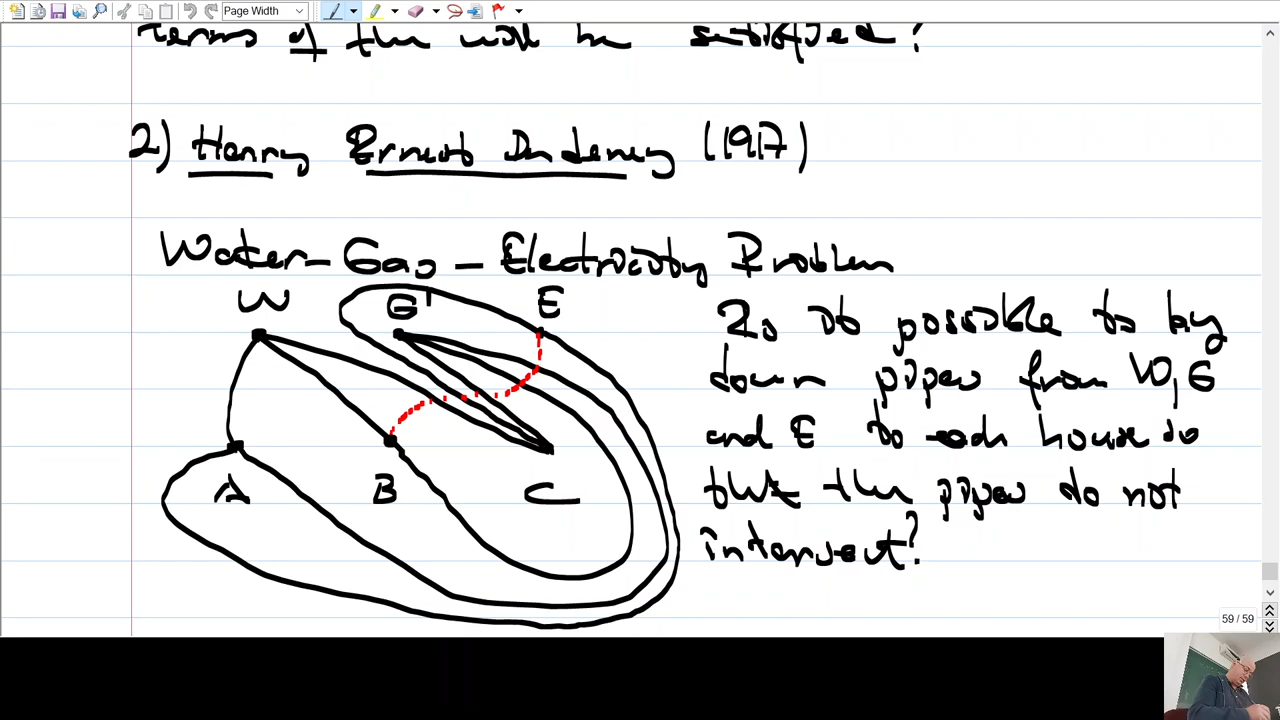 Page Width
terms of the will be satisfied?
2) Henry Ernest Dudeney (1917)
Water-Gas-Electricity Problem
W G E
Is it possible to lay
down pipes from W, G
and E to each house so
that the pipes do not
intersect?
A B C
59 / 59